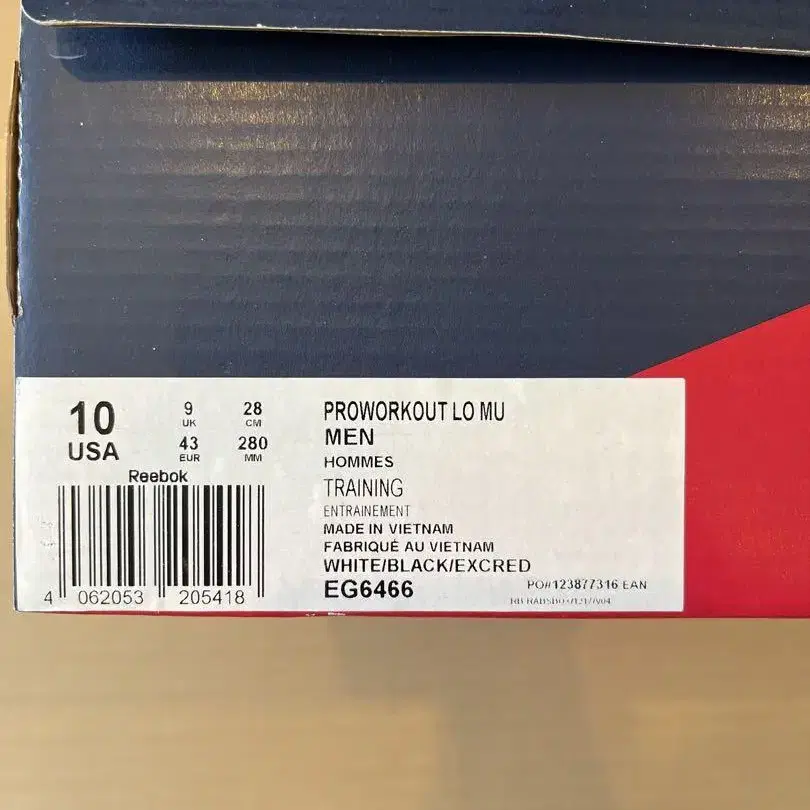 10
USA
9
UK
43
EUR
28
CM
280
MM
Reebok
4 062053 205418
PROWORKOUT LO MU
MEN
HOMMES
TRAINING
ENTRAINEMENT
MADE IN VIETNAM
FABRIQUÉ AU VIETNAM
WHITE/BLACK/EXCRED
EG6466
PO#123877316 EAN